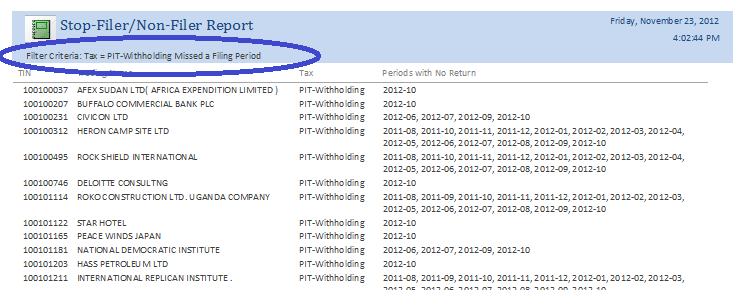 Stop-Filer/Non-Filer Report
Friday, November 23, 2012
4:02:44 PM
Filter Criteria: Tax = PIT-Withholding Missed a Filing Period
TIN Tax Periods with No Return
100100037 AFEX SUDAN LTD( AFRICA EXPENDITION LIMITED ) PIT-Withholding 2012-10
100100207 BUFFALO COMMERCIAL BANK PLC PIT-Withholding 2012-10
100100231 CIVICON LTD PIT-Withholding 2012-06, 2012-07, 2012-09, 2012-10
100100312 HERON CAMP SITE LTD PIT-Withholding 2011-08, 2011-09, 2011-10, 2011-11, 2011-12, 2012-01, 2012-02, 2012-03, 2012-04,
2012-05, 2012-06, 2012-07, 2012-08, 2012-09, 2012-10
100100495 ROCK SHIELD INTERNATIONAL PIT-Withholding 2011-08, 2011-09, 2011-10, 2011-11, 2011-12, 2012-01, 2012-02, 2012-03, 2012-04,
2012-05, 2012-06, 2012-07, 2012-08, 2012-09, 2012-10
100100746 DELOITTE CONSULTNG PIT-Withholding 2012-10
100101114 ROKO CONSTRUCTION LTD. UGANDA COMPANY PIT-Withholding 2011-08, 2011-09, 2011-10, 2011-11, 2011-12, 2012-01, 2012-02, 2012-03,
2012-05, 2012-06, 2012-07, 2012-08, 2012-09, 2012-10
100101122 STAR HOTEL PIT-Withholding 2012-10
100101165 PEACE WINDS JAPAN PIT-Withholding 2012-10
100101181 NATIONAL DEMOCRATIC INSTITUTE PIT-Withholding 2012-06, 2012-07, 2012-09, 2012-10
100101203 HASS PETROLEUM LTD PIT-Withholding 2012-10
100101211 INTERNATIONAL REPLICAN INSTITUTE . PIT-Withholding 2011-08, 2011-09, 2011-10, 2011-11, 2011-12, 2012-01, 2012-02, 2012-03,